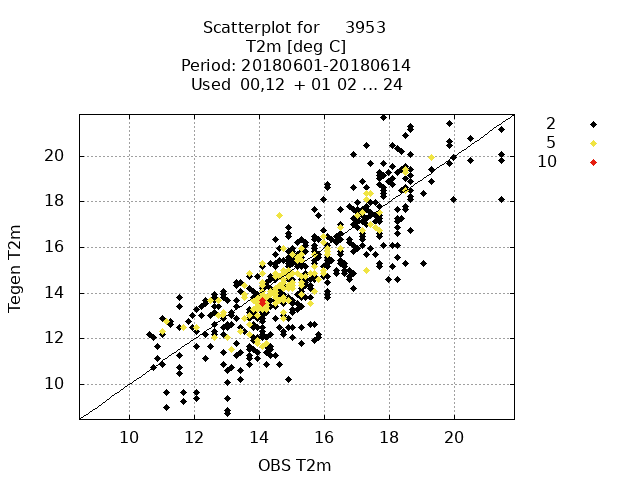 Scatterplot for 3953
T2m [deg C]
Period: 20180601-20180614
Used 00,12 + 01 02 ... 24
2
5
10
20
18
16
14
12
10
Tegen T2m
10 12 14 16 18 20
OBS T2m